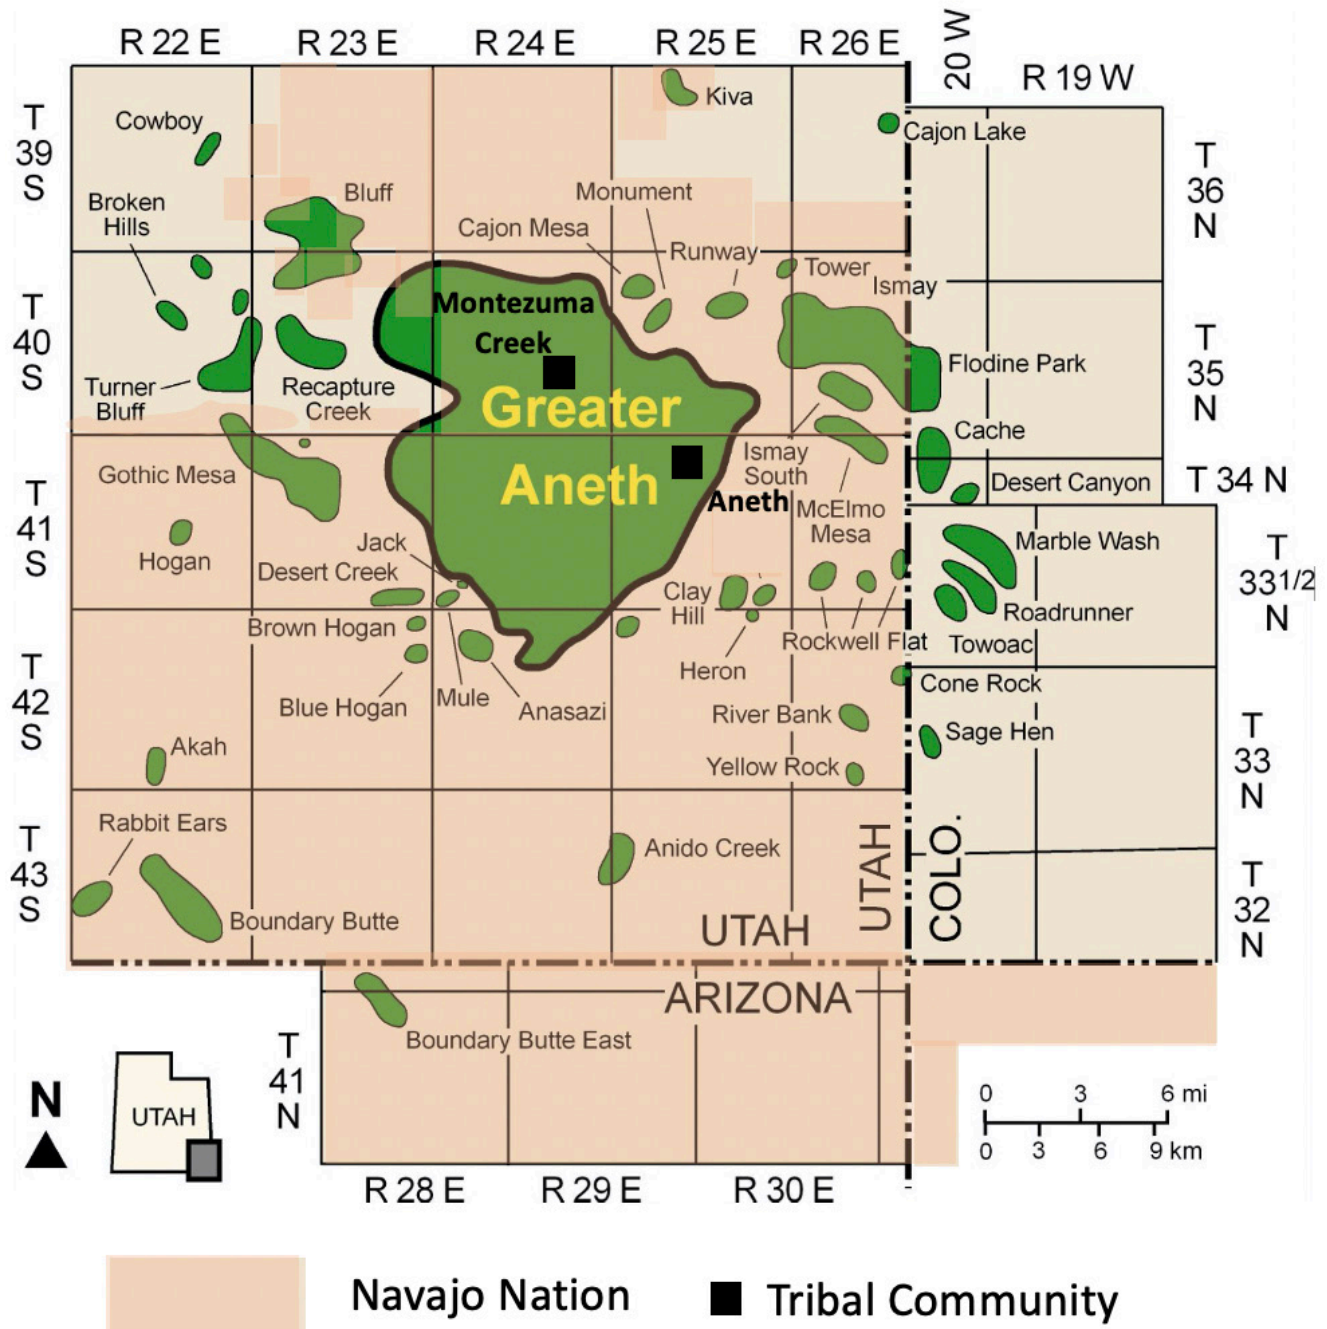 R 22 E
R 23 E
R 24 E
R 25 E
R 26 E
20 W
R 19 W
T
39
S
T
40
S
T
41
S
T
42
S
T
43
S
T
36
N
T
35
N
T 34 N
T
331/2
N
T
33
N
T
32
N
Cowboy
Broken
Hills
Bluff
Kiva
Cajon Lake
Monument
Cajon Mesa
Runway
Tower
Ismay
Montezuma
Creek
Turner
Bluff
Recapture
Creek
Flodine Park
Greater
Aneth
Cache
Ismay
South
Aneth
McElmo
Mesa
Desert Canyon
Gothic Mesa
Hogan
Jack
Desert Creek
Marble Wash
Roadrunner
Towoac
Clay
Hill
Brown Hogan
Rockwell Flat
Heron
Blue Hogan
Mule
Anasazi
Cone Rock
River Bank
Sage Hen
Akah
Yellow Rock
Rabbit Ears
Anido Creek
Boundary Butte
UTAH
UTAH
COLO.
ARIZONA
Boundary Butte East
T
41
N
N
UTAH
0 3 6 mi
0 3 6 9 km
R 28 E
R 29 E
R 30 E
Navajo Nation
Tribal Community